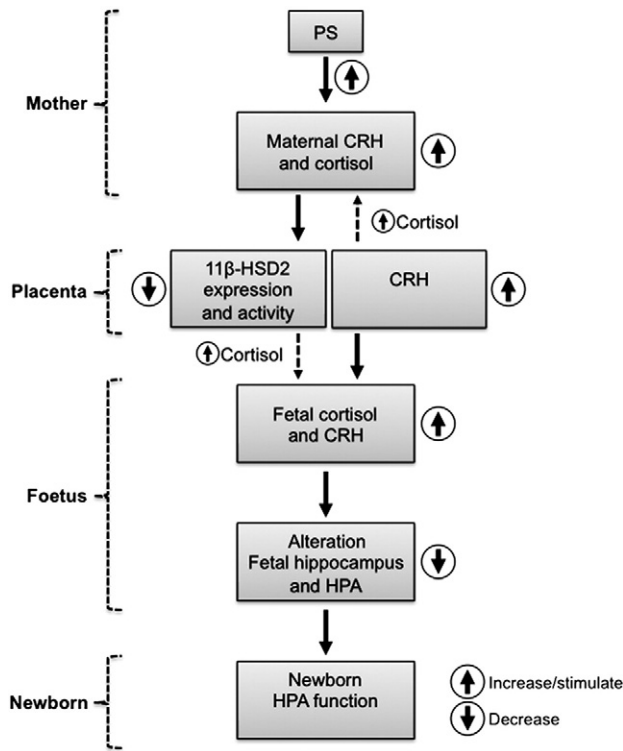 PS
Mother
Maternal CRH
and cortisol
Cortisol
Placenta
11β-HSD2
expression
and activity
CRH
Cortisol
Fetal cortisol
and CRH
Foetus
Alteration
Fetal hippocampus
and HPA
Newborn
Newborn
HPA function
Increase/stimulate
Decrease